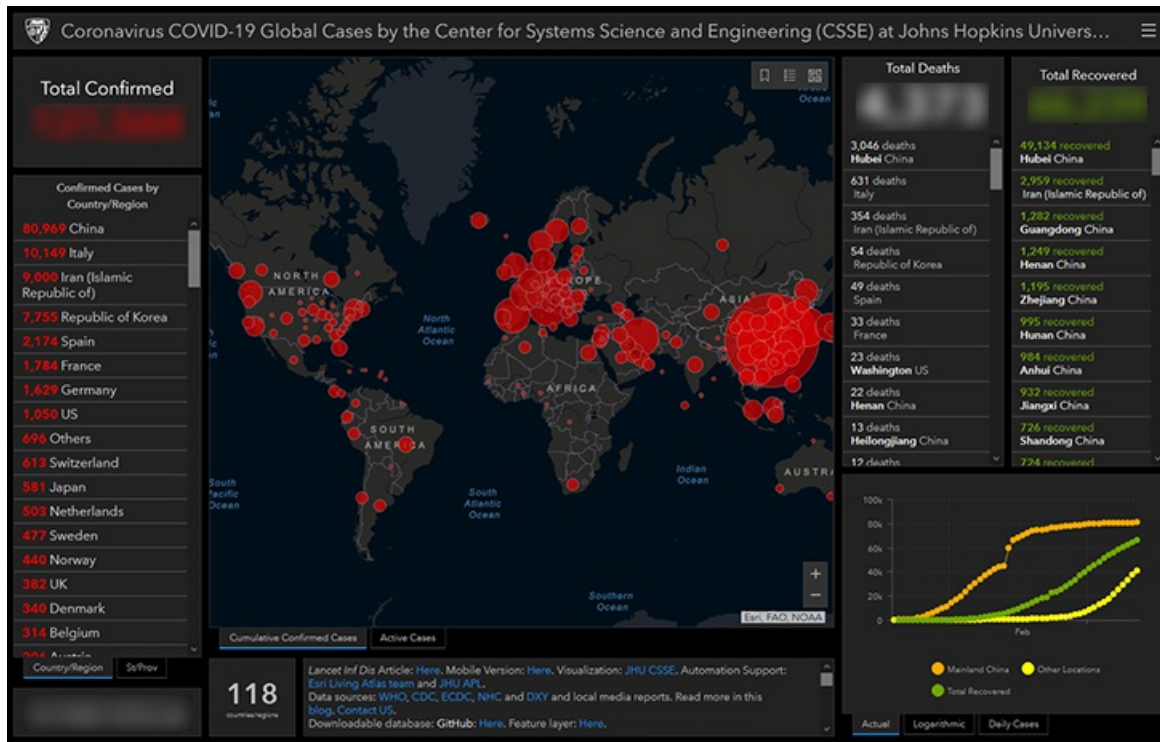 Coronavirus COVID-19 Global Cases by the Center for Systems Science and Engineering (CSSE) at Johns Hopkins Univers...
Total Confirmed
Confirmed Cases by
Country/Region
80,969 China
10,149 Italy
9,000 Iran (Islamic
Republic of)
7,755 Republic of Korea
2,174 Spain
1,784 France
1,629 Germany
1,050 US
696 Others
613 Switzerland
581 Japan
503 Netherlands
477 Sweden
440 Norway
382 UK
340 Denmark
314 Belgium
Country/Region
St/Prov
Ocean
NORTH
AMERICA
North
Atlantic
Ocean
ASIA
AFRICA
SOUTH
AMERICA
Indian
Ocean
AUSTR
South
Pacific
Ocean
South
Atlantic
Ocean
Southern
Ocean
+
−
Esri, FAO, NOAA
Cumulative Confirmed Cases
Active Cases
118
countries/regions
Lancet Inf Dis Article: Here. Mobile Version: Here. Visualization: JHU CSSE. Automation Support:
Esri Living Atlas team and JHU APL.
Data sources: WHO, CDC, ECDC, NHC and DXY and local media reports. Read more in this
blog. Contact US.
Downloadable database: GitHub: Here. Feature layer: Here.
Total Deaths
3,046 deaths
Hubei China
631 deaths
Italy
354 deaths
Iran (Islamic Republic of)
54 deaths
Republic of Korea
49 deaths
Spain
33 deaths
France
23 deaths
Washington US
22 deaths
Henan China
13 deaths
Heilongjiang China
12 deaths
Total Recovered
49,134 recovered
Hubei China
2,959 recovered
Iran (Islamic Republic of)
1,282 recovered
Guangdong China
1,249 recovered
Henan China
1,195 recovered
Zhejiang China
995 recovered
Hunan China
984 recovered
Anhui China
932 recovered
Jiangxi China
726 recovered
Shandong China
724 recovered
100k
80k
60k
40k
20k
0
Feb
Mainland China
Other Locations
Total Recovered
Actual
Logarithmic
Daily Cases